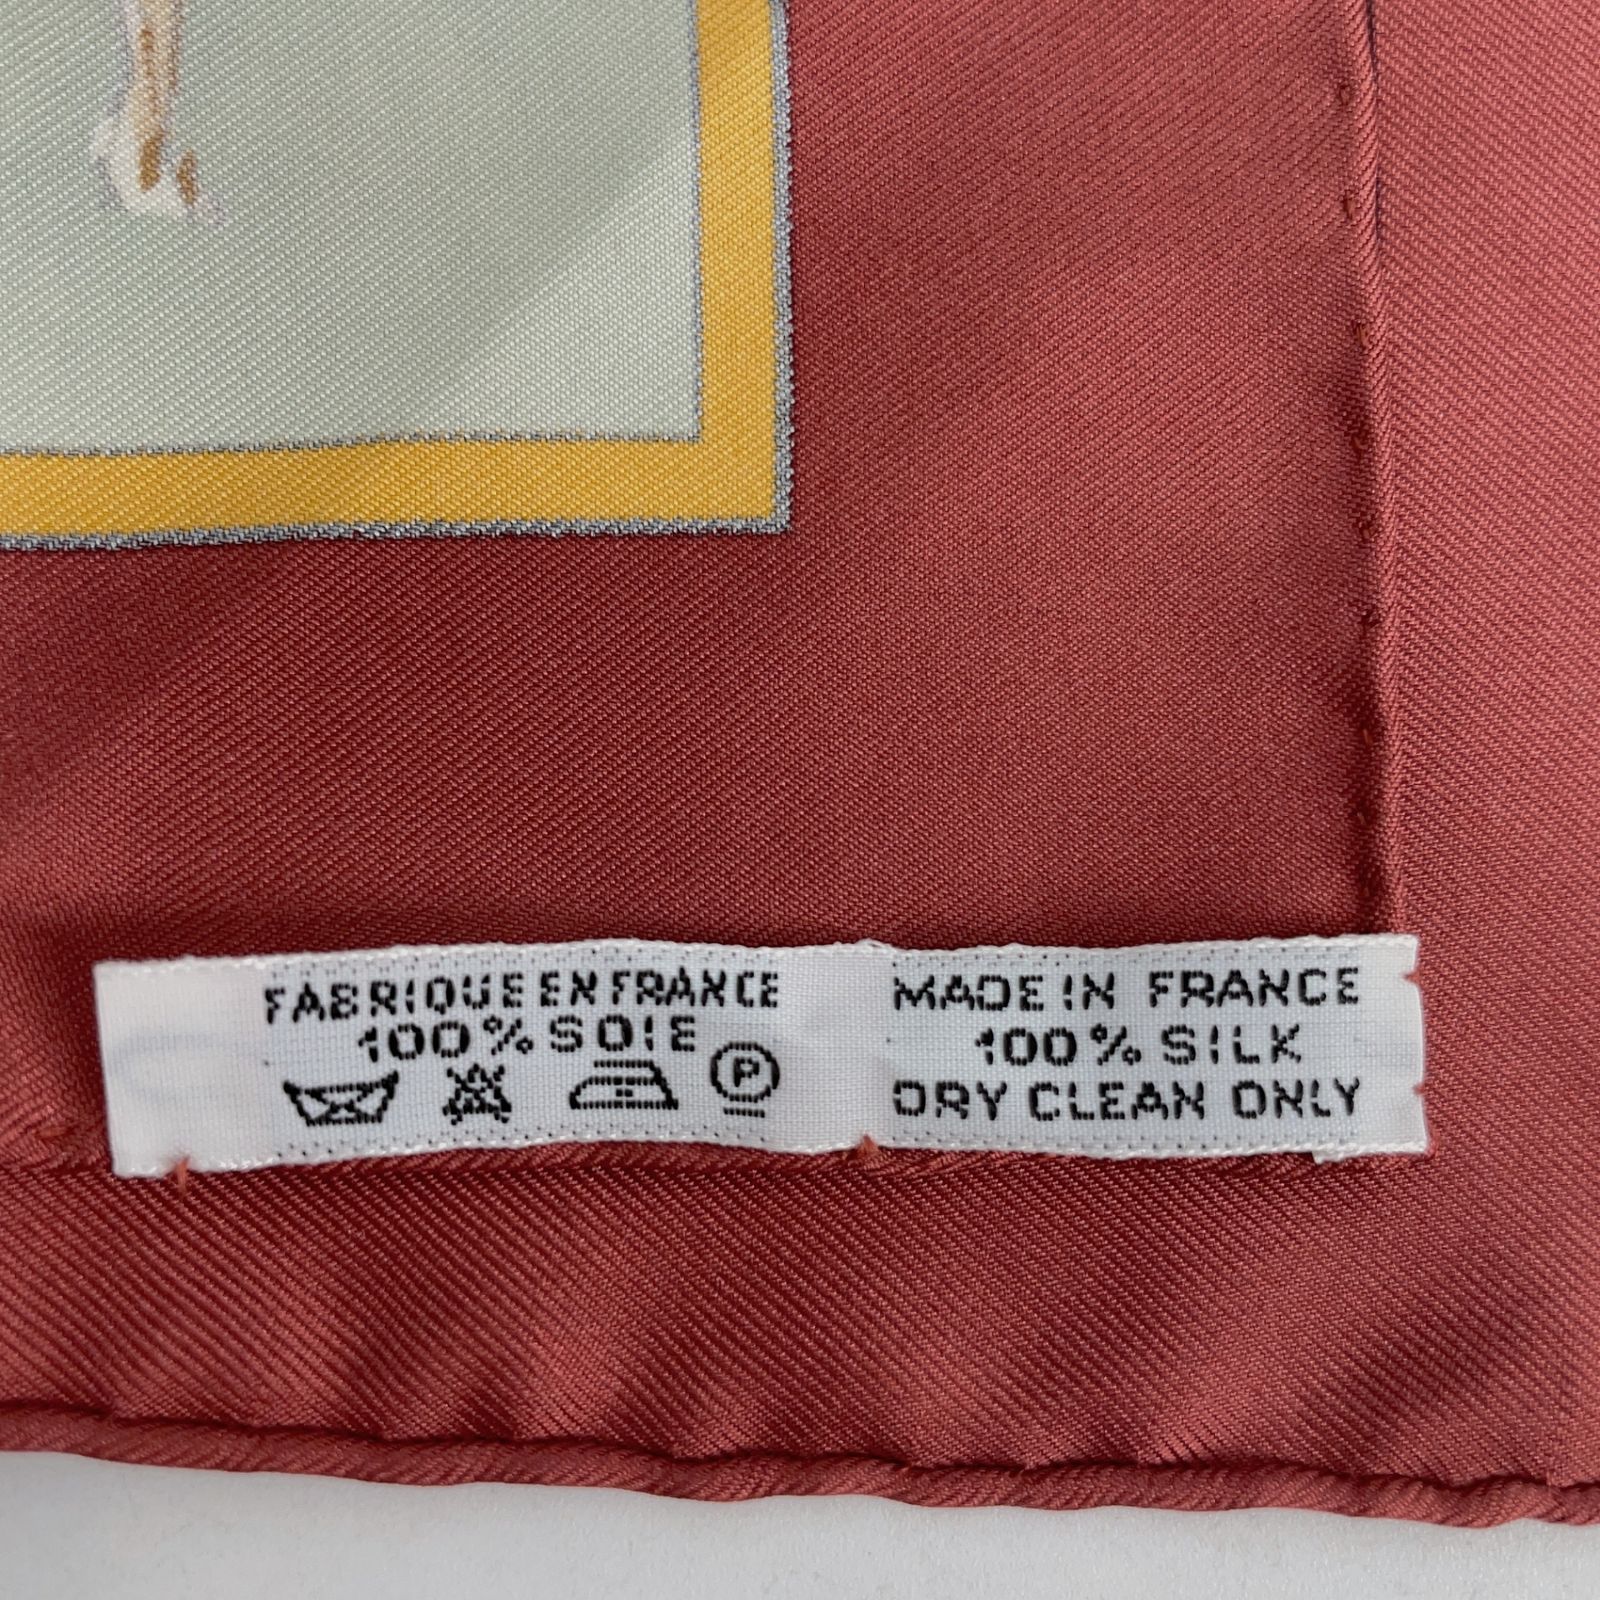 FABRIQUE EN FRANCE
100% SOIE
P
MADE IN FRANCE
100% SILK
DRY CLEAN ONLY